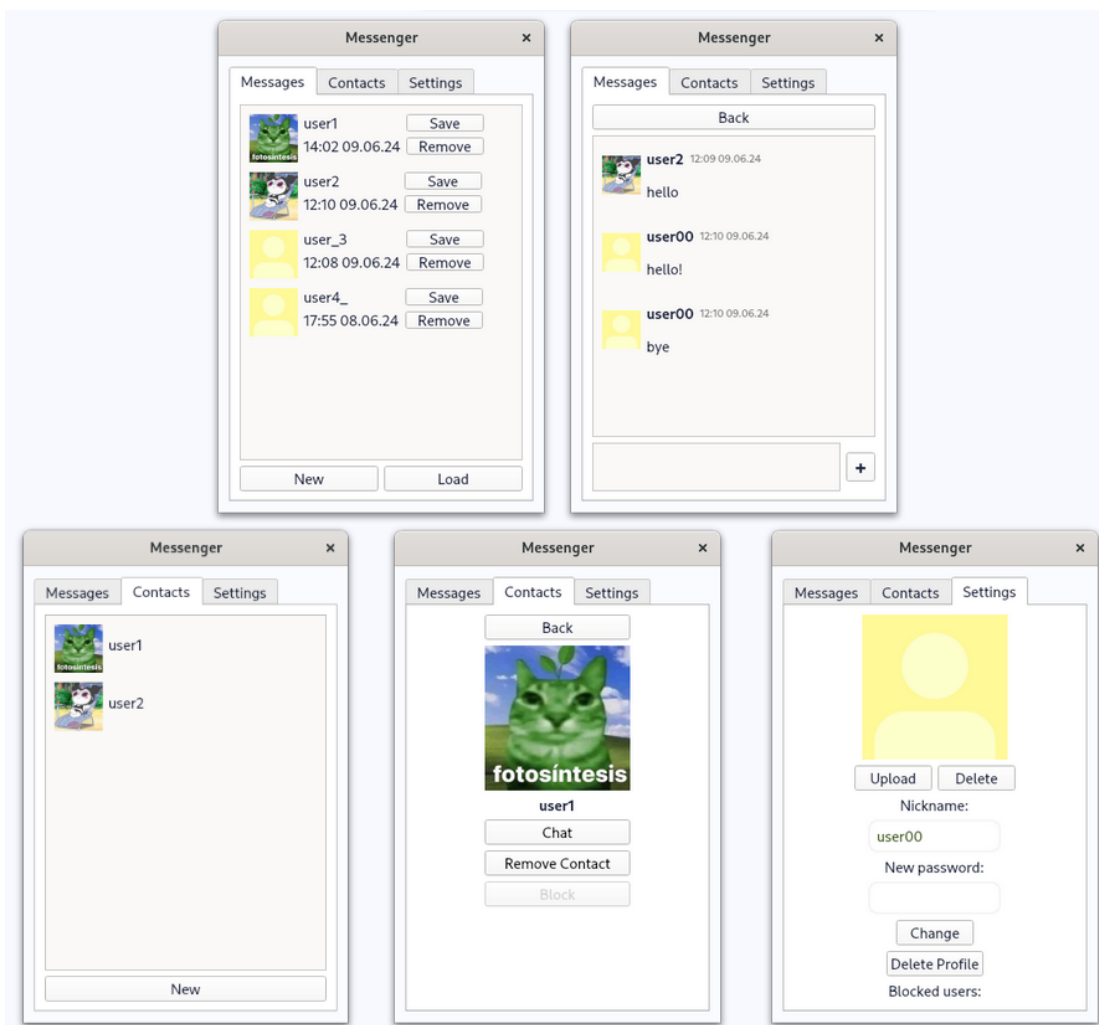 Messenger ×
Messages Contacts Settings
fotosíntesis
user1 Save
14:02 09.06.24 Remove
user2 Save
12:10 09.06.24 Remove
user_3 Save
12:08 09.06.24 Remove
user4_ Save
17:55 08.06.24 Remove
New Load
Messenger ×
Messages Contacts Settings
Back
user2 12:09 09.06.24
hello
user00 12:10 09.06.24
hello!
user00 12:10 09.06.24
bye
+
Messenger ×
Messages Contacts Settings
fotosíntesis
user1
user2
New
Messenger ×
Messages Contacts Settings
Back
fotosíntesis
user1
Chat
Remove Contact
Block
Messenger ×
Messages Contacts Settings
Upload Delete
Nickname:
user00
New password:
Change
Delete Profile
Blocked users: